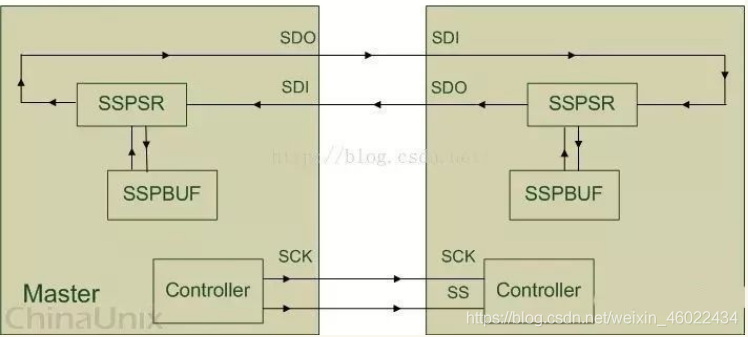 SDO SDI
SDI SDO
SSPSR SSPSR
http://blog.csdn.net
SSPBUF SSPBUF
SCK SCK
Master Controller SS Controller
ChinaUnix
https://blog.csdn.net/weixin_46022434